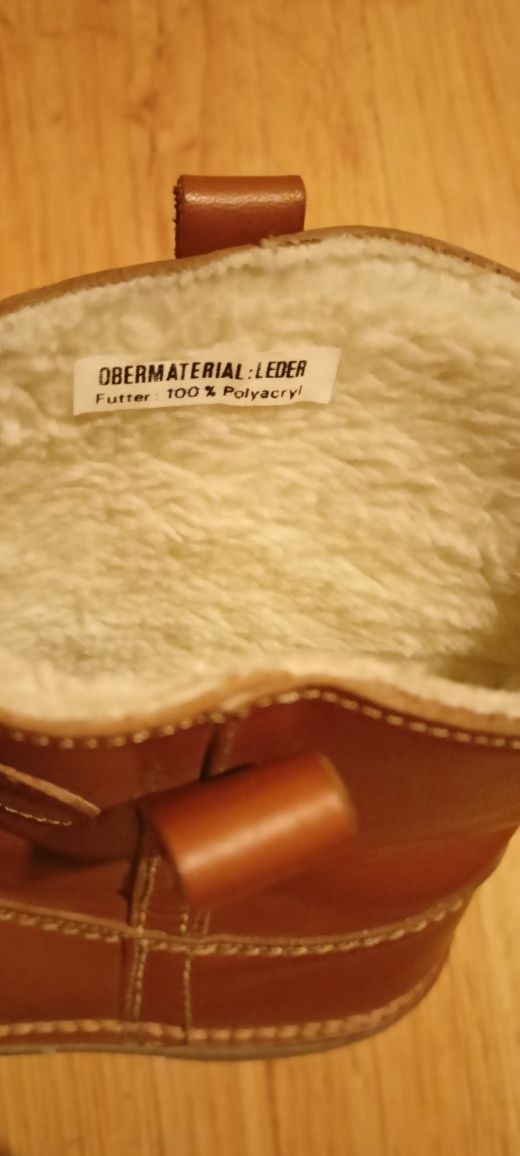 OBERMATERIAL:LEDER
Futter: 100% Polyacryl